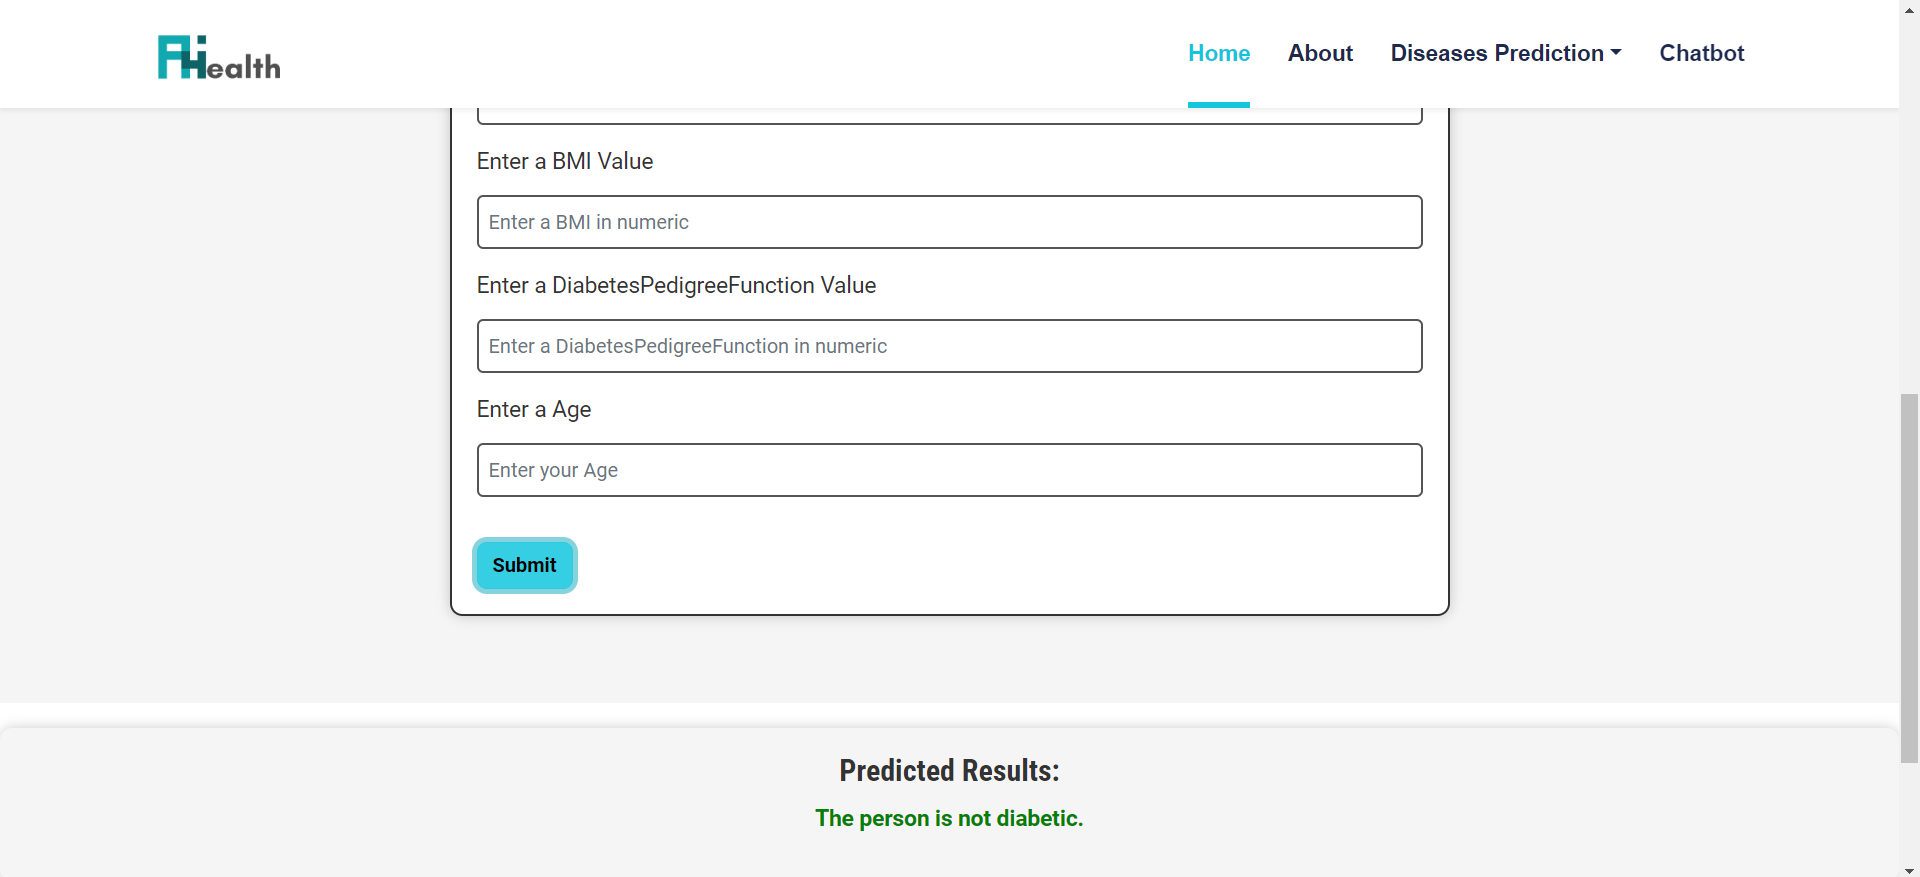 AHealth
Home About Diseases Prediction Chatbot
Enter a BMI Value
Enter a BMI in numeric
Enter a DiabetesPedigreeFunction Value
Enter a DiabetesPedigreeFunction in numeric
Enter a Age
Enter your Age
Submit
Predicted Results:
The person is not diabetic.